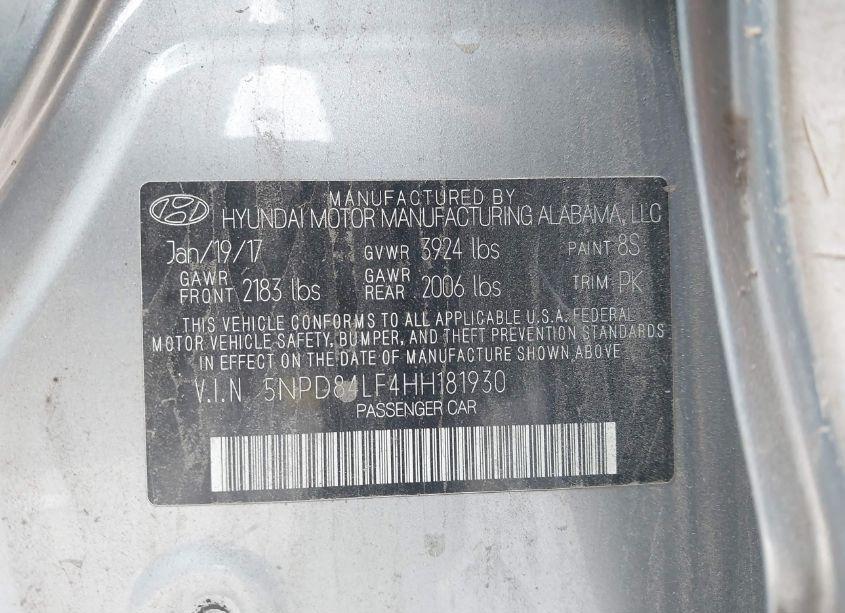 MANUFACTURED BY
HYUNDAI MOTOR MANUFACTURING ALABAMA, LLC
Jan/19/17 GVWR 3924 lbs PAINT 8S
GAWR FRONT 2183 lbs GAWR REAR 2006 lbs TRIM PK
THIS VEHICLE CONFORMS TO ALL APPLICABLE U.S.A. FEDERAL
MOTOR VEHICLE SAFETY, BUMPER, AND THEFT PREVENTION STANDARDS
IN EFFECT ON THE DATE OF MANUFACTURE SHOWN ABOVE
V.I.N 5NPD84LF4HH181930
PASSENGER CAR